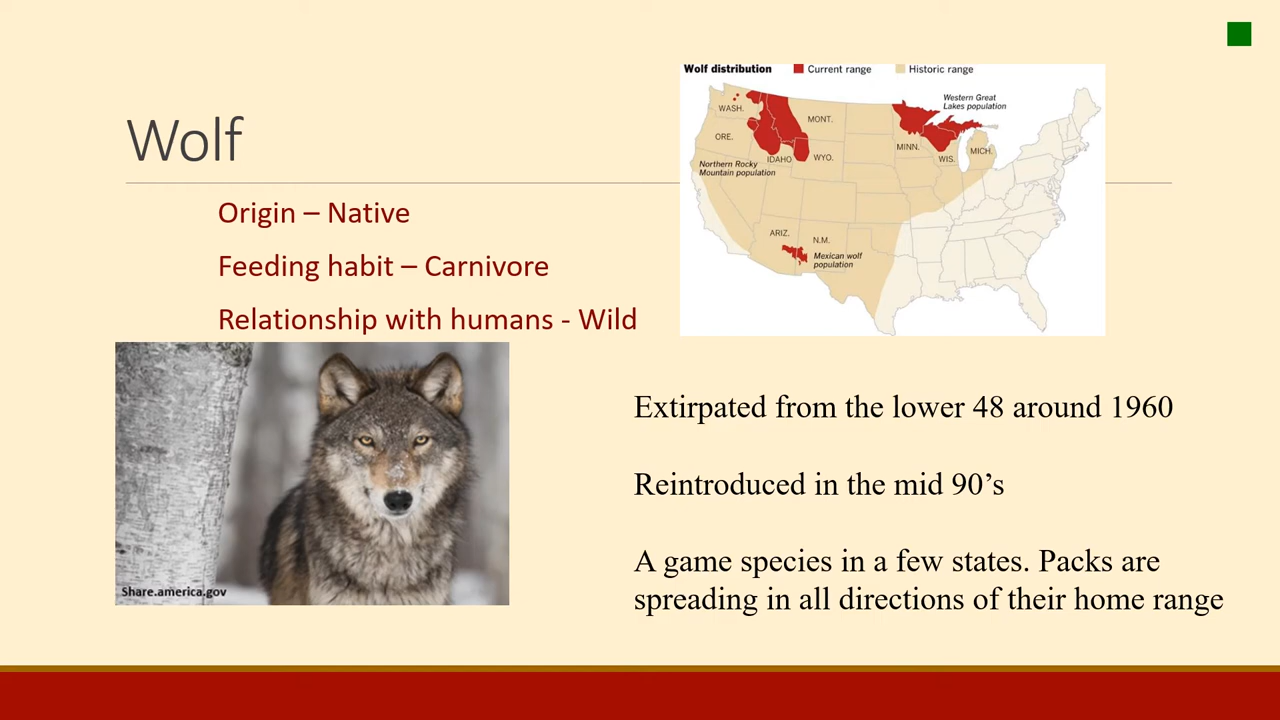 Wolf
Origin – Native
Feeding habit – Carnivore
Relationship with humans - Wild
Wolf distribution Current range Historic range
Western Great
Lakes population
WASH.
MONT.
ORE.
MINN.
MICH.
IDAHO
WYO.
WIS.
Northern Rocky
Mountain population
ARIZ.
N.M.
Mexican wolf
population
Share.america.gov
Extirpated from the lower 48 around 1960
Reintroduced in the mid 90’s
A game species in a few states. Packs are
spreading in all directions of their home range